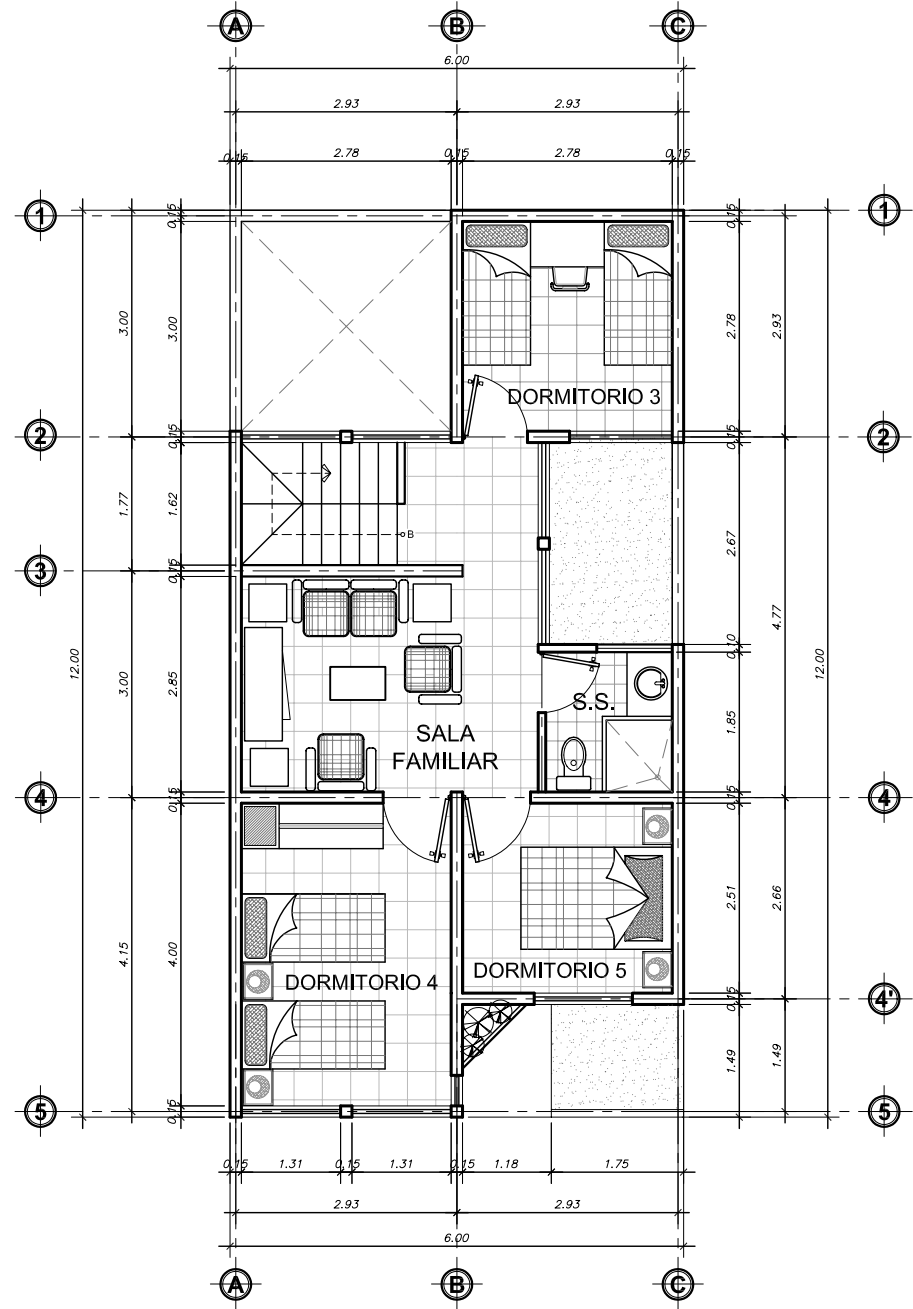 A B C
6.00
2.93 2.93
0.15 2.78 0.15 2.78 0.15
1 1
0.15 0.15
3.00 3.00 2.78 2.93
12.00 12.00
DORMITORIO 3
2 2
0.15 0.15
1.77 1.62 2.67 4.77
B
3
0.15
3.00 2.85
0.10
S.S.
1.85
SALA
FAMILIAR
4 4
0.15 0.15
4.15 4.00 2.51 2.66
DORMITORIO 4
DORMITORIO 5
0.15
4'
1.49 1.49
5 5
0.15
0.15 1.31 0.15 1.31 0.15 1.18 1.75
2.93 2.93
6.00
A B C